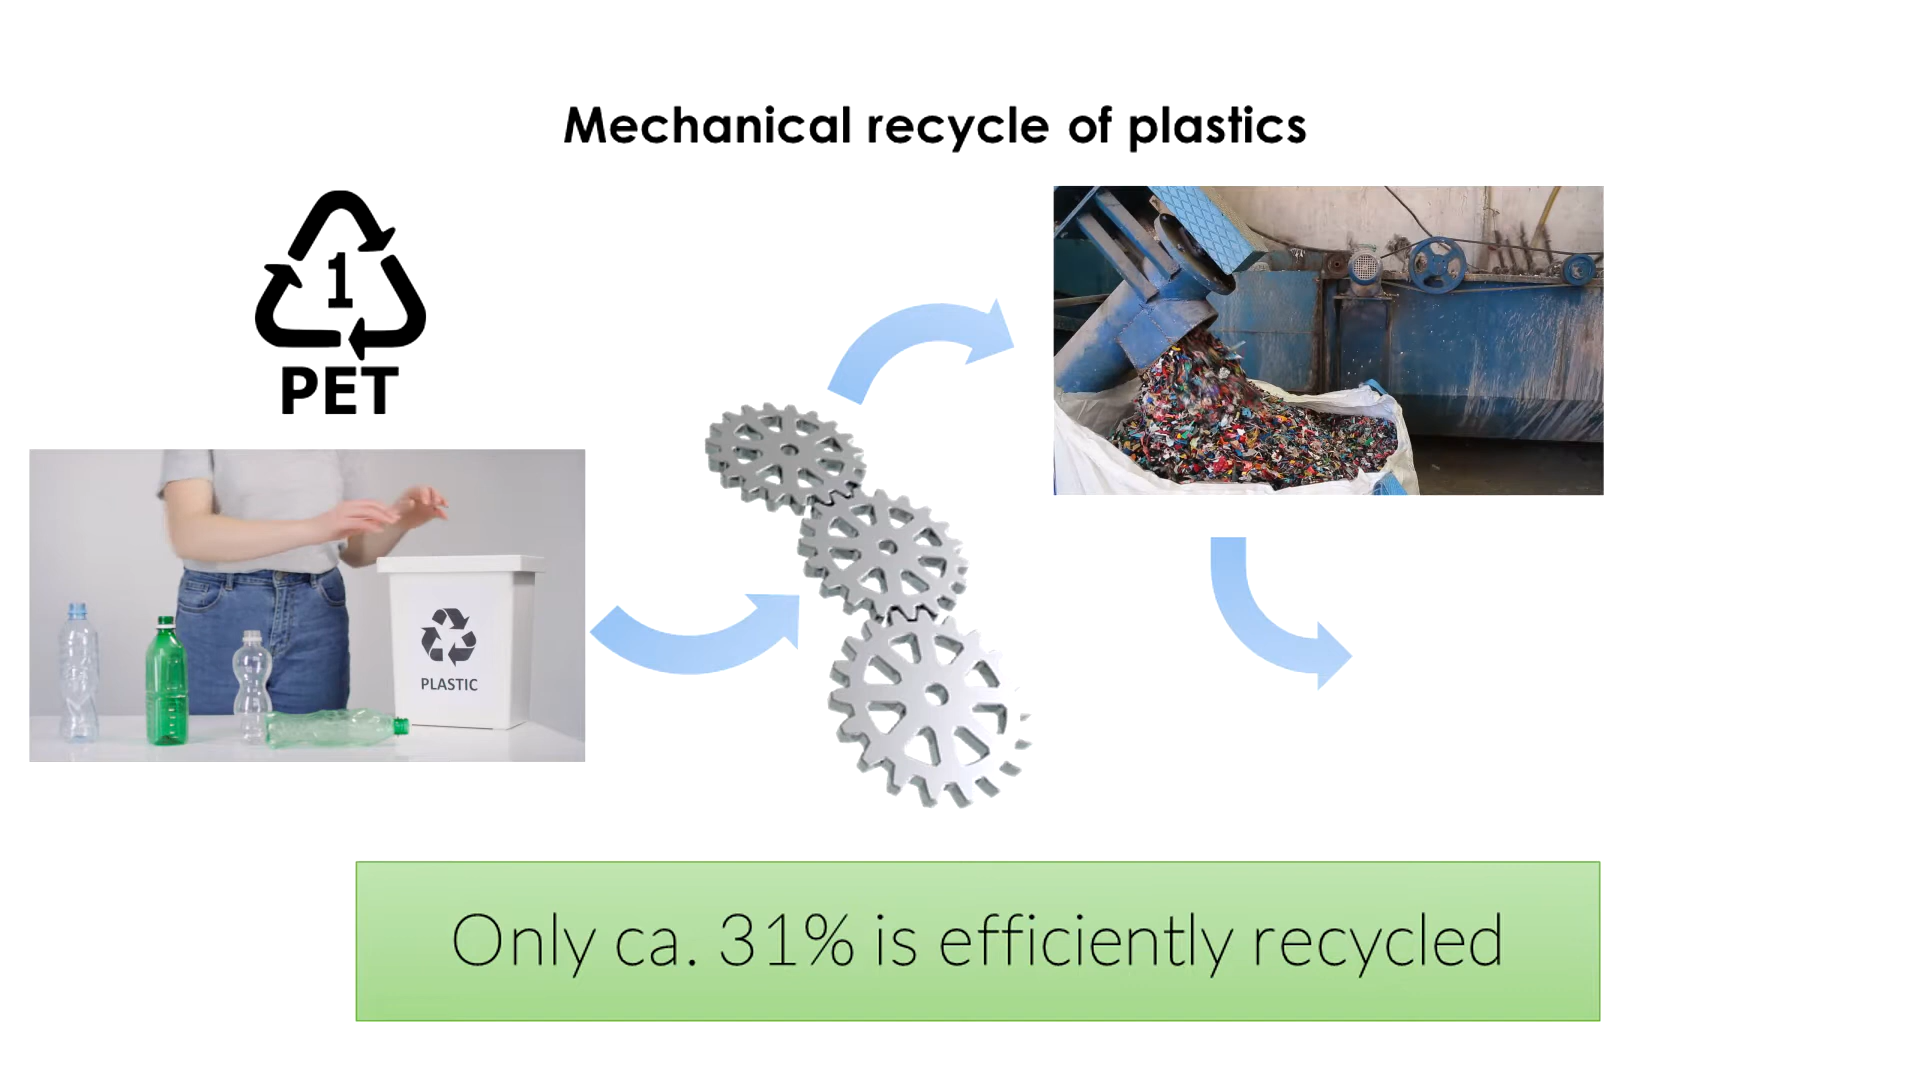 Mechanical recycle of plastics
1
PET
PLASTIC
Only ca. 31% is efficiently recycled